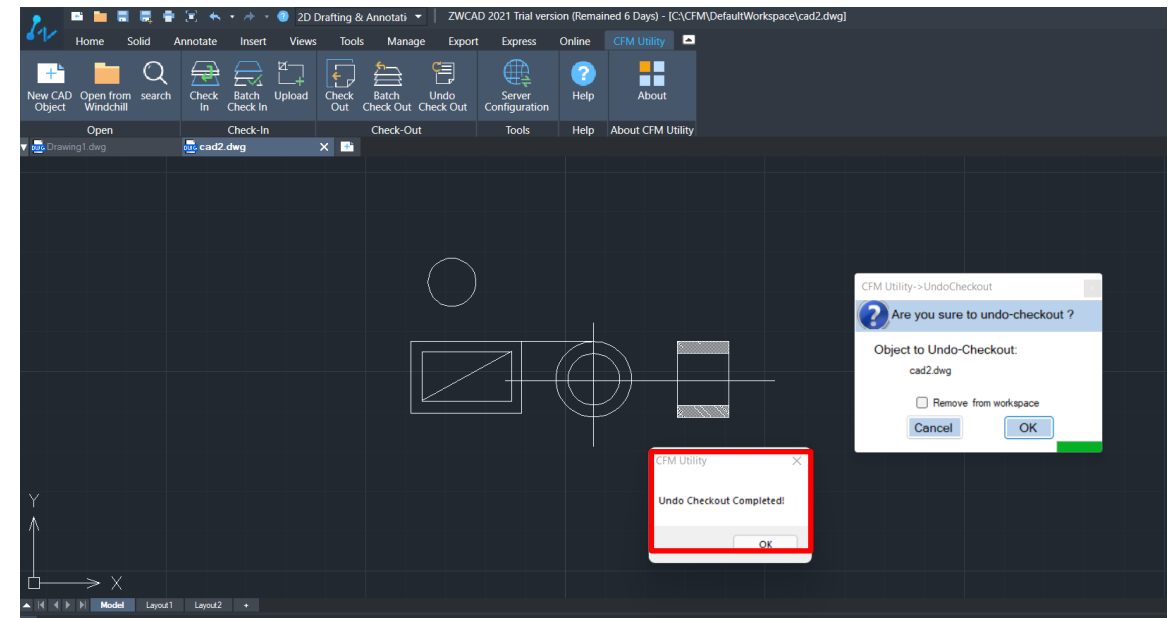 2D Drafting & Annotati
ZWCAD 2021 Trial version (Remained 6 Days) - [C:\CFM\DefaultWorkspace\cad2.dwg]
Home Solid Annotate Insert Views Tools Manage Export Express Online CFM Utility
New CAD Object
Open from Windchill
search
Check In
Batch Check In
Upload
Check Out
Batch Check Out
Undo Check Out
Server Configuration
Help
About
Open Check-In Check-Out Tools Help About CFM Utility
Drawing1.dwg cad2.dwg
CFM Utility->UndoCheckout
Are you sure to undo-checkout ?
Object to Undo-Checkout:
cad2.dwg
Remove from workspace
Cancel OK
CFM Utility
Undo Checkout Completed!
OK
Y
X
Model Layout1 Layout2 +